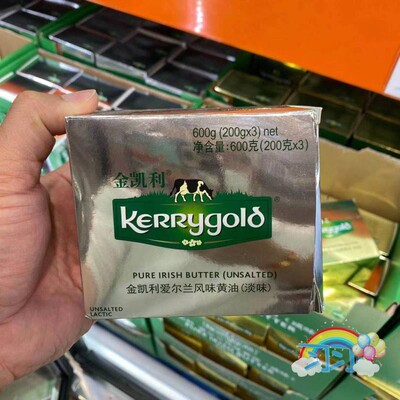 600g (200gx3) net
净含量:600克(200克x3)
金凯利
Kerrygold
PURE IRISH BUTTER (UNSALTED)
金凯利爱尔兰风味黄油(淡味)
UNSALTED
LACTIC